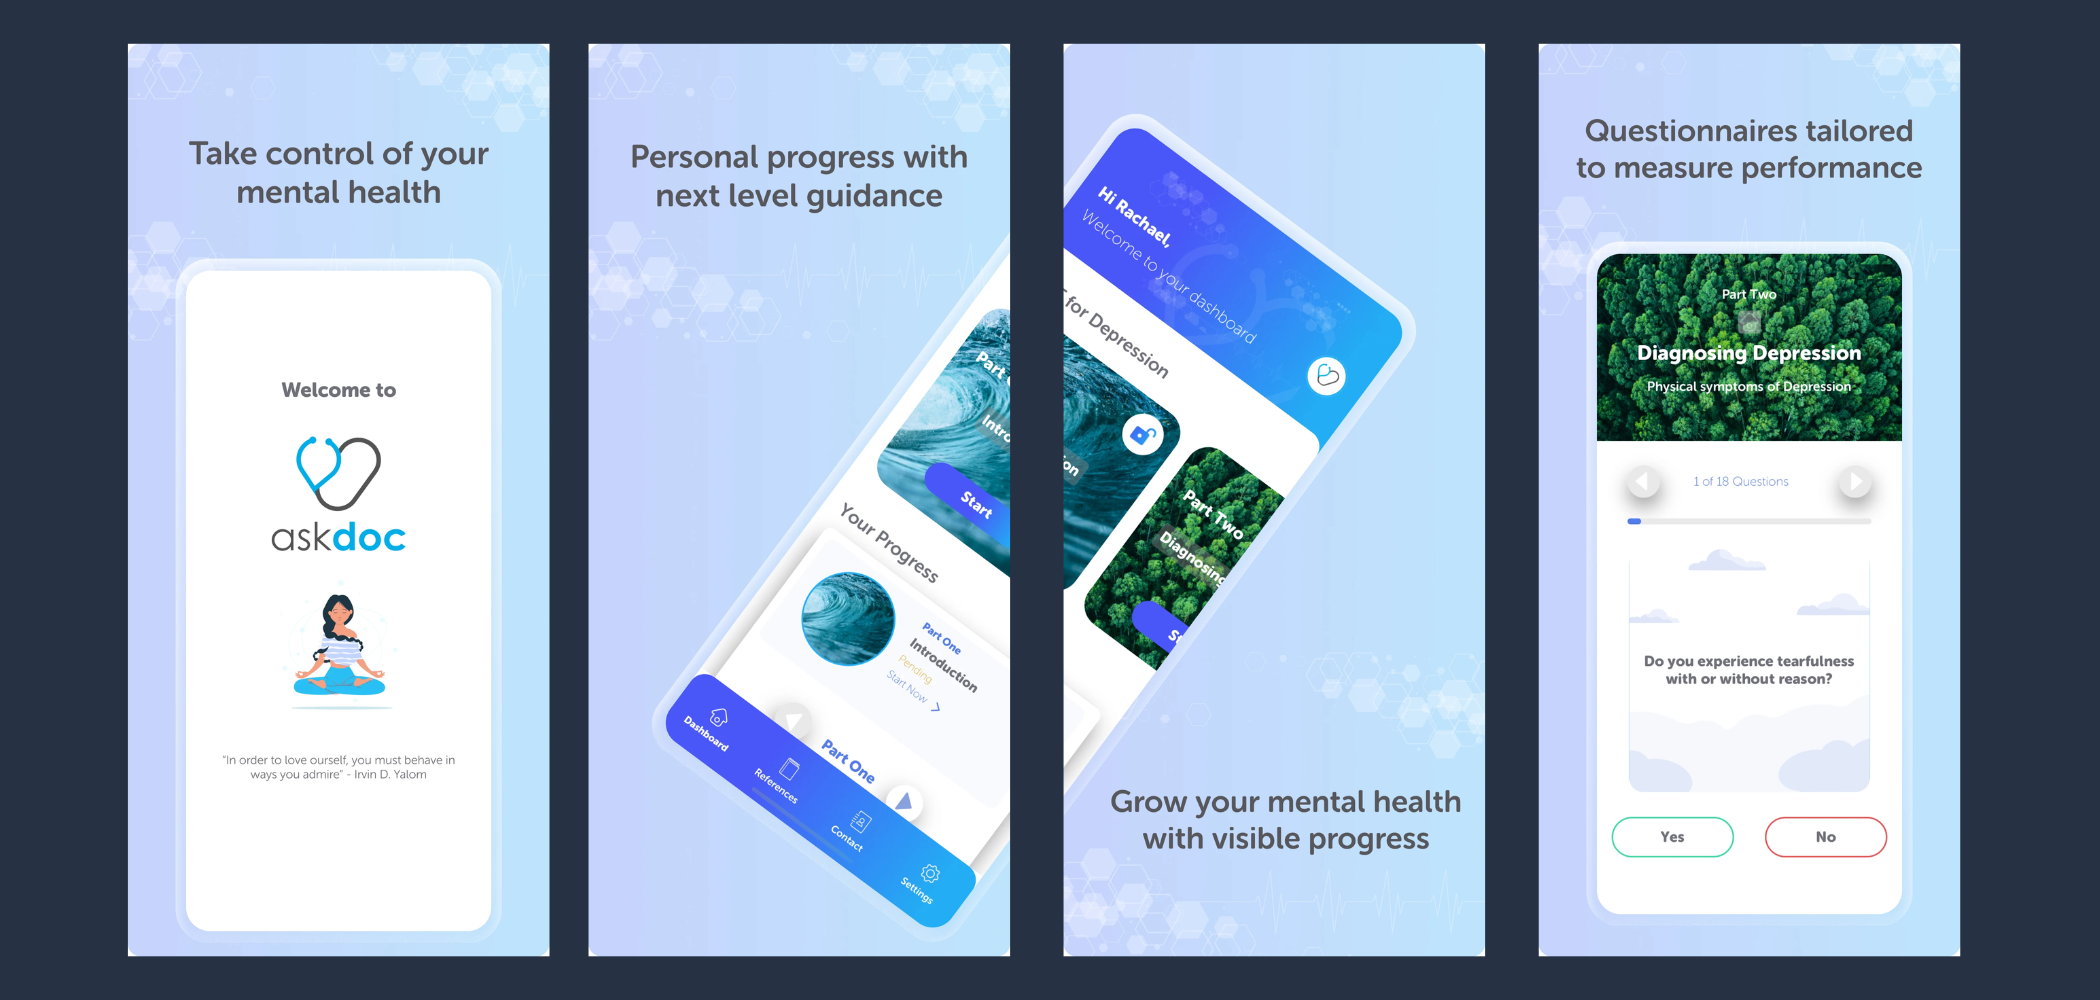 Take control of your
mental health
Welcome to
askdoc
"In order to love ourself, you must behave in
ways you admire" - Irvin D. Yalom
Personal progress with
next level guidance
Part
Start
Your Progress
Part One
Introduction
Pending
Start Now
Part One
Dashboard
References
Contact
Settings
Hi Rachael,
Welcome to your dashboard
for Depression
Part Two
Diagnosing
Grow your mental health
with visible progress
Questionnaires tailored
to measure performance
Part Two
Diagnosing Depression
Physical symptoms of Depression
1 of 18 Questions
Do you experience tearfulness
with or without reason?
Yes
No